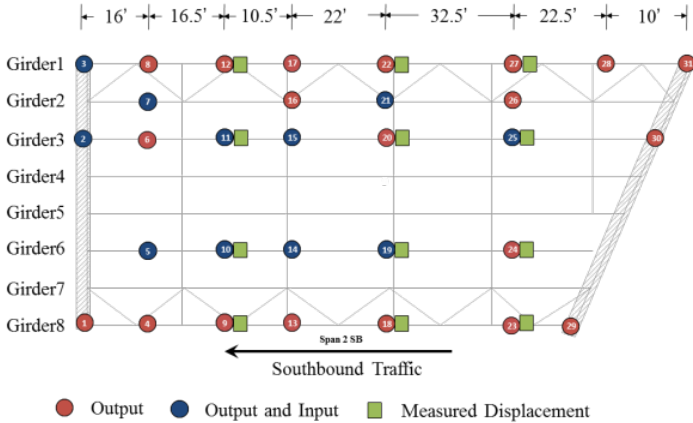 16’ 16.5’ 10.5’ 22’ 32.5’ 22.5’ 10’
Girder1 3 8 12 17 22 27 28 31
Girder2 7 16 21 26
Girder3 2 6 11 15 20 25 30
Girder4
Girder5
Girder6 5 10 14 19 24
Girder7
Girder8 1 4 9 13 18 23 29
Span 2 SB
Southbound Traffic
Output Output and Input Measured Displacement